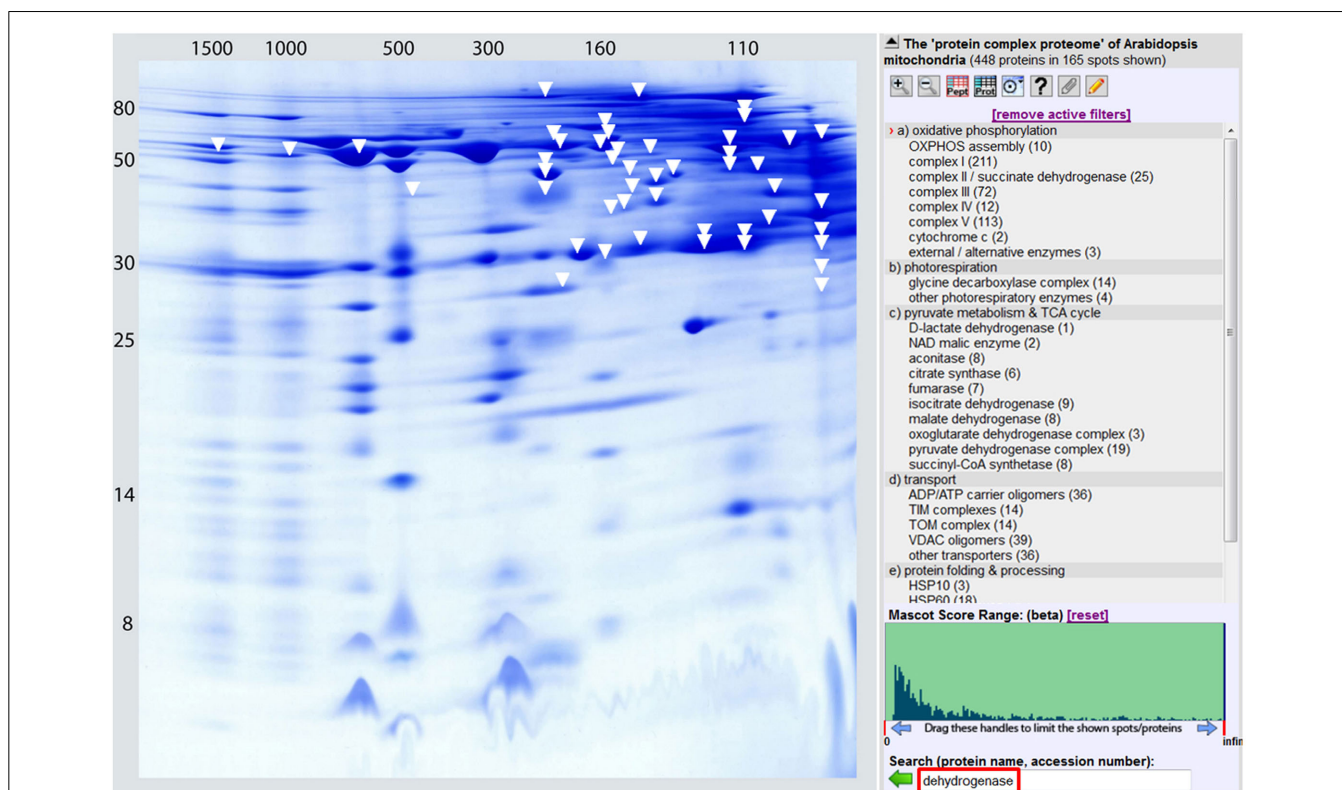 1500 1000 500 300 160 110
80
50
30
25
14
8
The 'protein complex proteome' of Arabidopsis
mitochondria (448 proteins in 165 spots shown)
Pept Prot ?
[remove active filters]
› a) oxidative phosphorylation
OXPHOS assembly (10)
complex I (211)
complex II / succinate dehydrogenase (25)
complex III (72)
complex IV (12)
complex V (113)
cytochrome c (2)
external / alternative enzymes (3)
b) photorespiration
glycine decarboxylase complex (14)
other photorespiratory enzymes (4)
c) pyruvate metabolism & TCA cycle
D-lactate dehydrogenase (1)
NAD malic enzyme (2)
aconitase (8)
citrate synthase (6)
fumarase (7)
isocitrate dehydrogenase (9)
malate dehydrogenase (8)
oxoglutarate dehydrogenase complex (3)
pyruvate dehydrogenase complex (19)
succinyl-CoA synthetase (8)
d) transport
ADP/ATP carrier oligomers (36)
TIM complexes (14)
TOM complex (14)
VDAC oligomers (39)
other transporters (36)
e) protein folding & processing
HSP10 (3)
HSP60 (18)
Mascot Score Range: (beta) [reset]
Drag these handles to limit the shown spots/proteins
0 infin
Search (protein name, accession number):
dehydrogenase